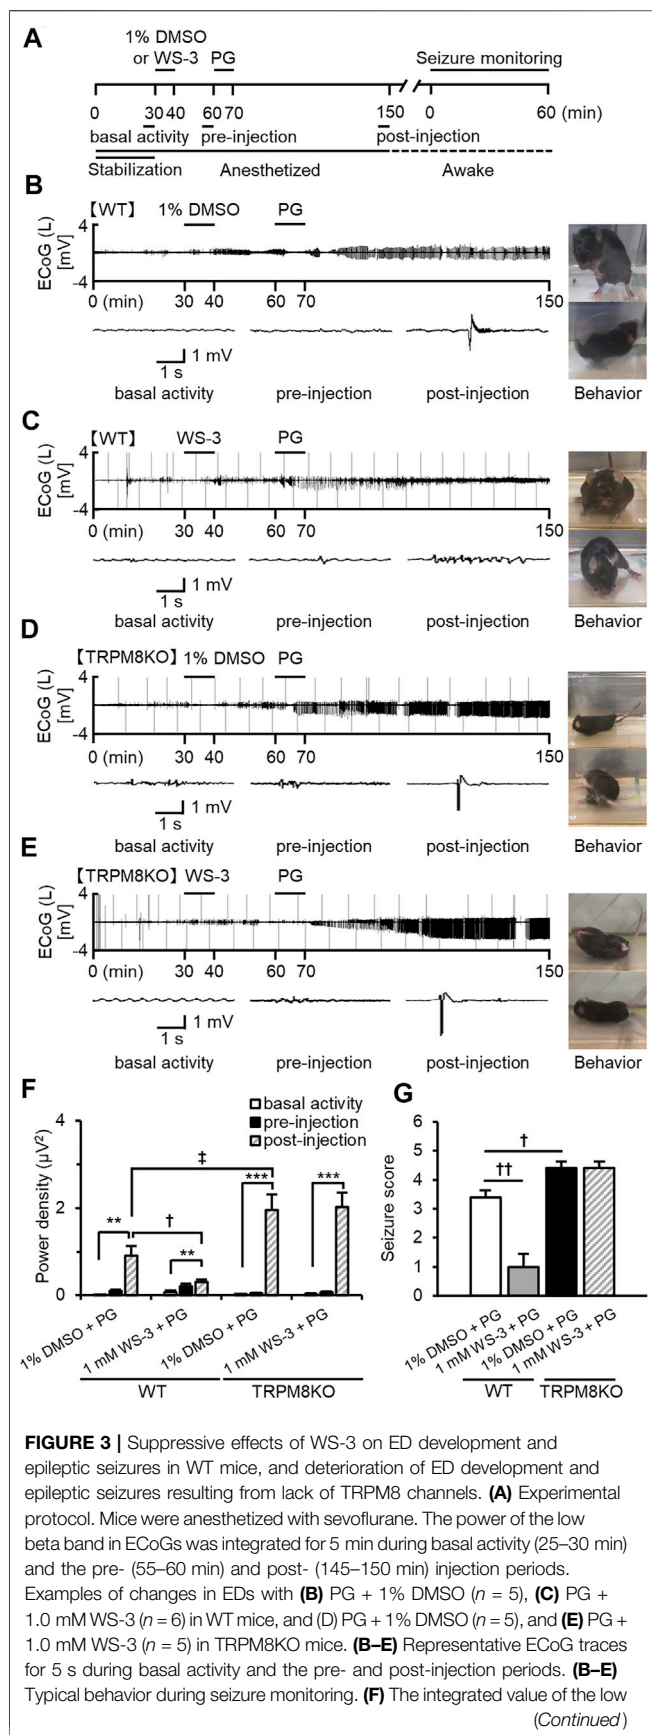 A
1% DMSO
or WS-3 PG Seizure monitoring
0 30 40 60 70 150 0 60 (min)
basal activity pre-injection post-injection
Stabilization Anesthetized Awake
B
【WT】 1% DMSO PG
ECoG (L)
[mV]
4
-4
0 (min) 30 40 60 70 150
1 mV
1 s
basal activity pre-injection post-injection Behavior
C
【WT】 WS-3 PG
ECoG (L)
[mV]
4
-4
0 (min) 30 40 60 70 150
1 mV
1 s
basal activity pre-injection post-injection Behavior
D
【TRPM8KO】 1% DMSO PG
ECoG (L)
[mV]
4
-4
0 (min) 30 40 60 70 150
1 mV
1 s
basal activity pre-injection post-injection Behavior
E
【TRPM8KO】 WS-3 PG
ECoG (L)
[mV]
4
-4
0 (min) 30 40 60 70 150
1 mV
1 s
basal activity pre-injection post-injection Behavior
F
basal activity
pre-injection
post-injection
Power density (µV²)
4
2
0
‡
** † ** *** ***
1% DMSO + PG
1 mM WS-3 + PG
1% DMSO + PG
1 mM WS-3 + PG
WT TRPM8KO
G
Seizure score
6
5
4
3
2
1
0
†
††
1% DMSO + PG
1 mM WS-3 + PG
1% DMSO + PG
1 mM WS-3 + PG
WT TRPM8KO
FIGURE 3 | Suppressive effects of WS-3 on ED development and
epileptic seizures in WT mice, and deterioration of ED development and
epileptic seizures resulting from lack of TRPM8 channels. (A) Experimental
protocol. Mice were anesthetized with sevoflurane. The power of the low
beta band in ECoGs was integrated for 5 min during basal activity (25–30 min)
and the pre- (55–60 min) and post- (145–150 min) injection periods.
Examples of changes in EDs with (B) PG + 1% DMSO (n = 5), (C) PG +
1.0 mM WS-3 (n = 6) in WT mice, and (D) PG + 1% DMSO (n = 5), and (E) PG +
1.0 mM WS-3 (n = 5) in TRPM8KO mice. (B–E) Representative ECoG traces
for 5 s during basal activity and the pre- and post-injection periods. (B–E)
Typical behavior during seizure monitoring. (F) The integrated value of the low
(Continued)